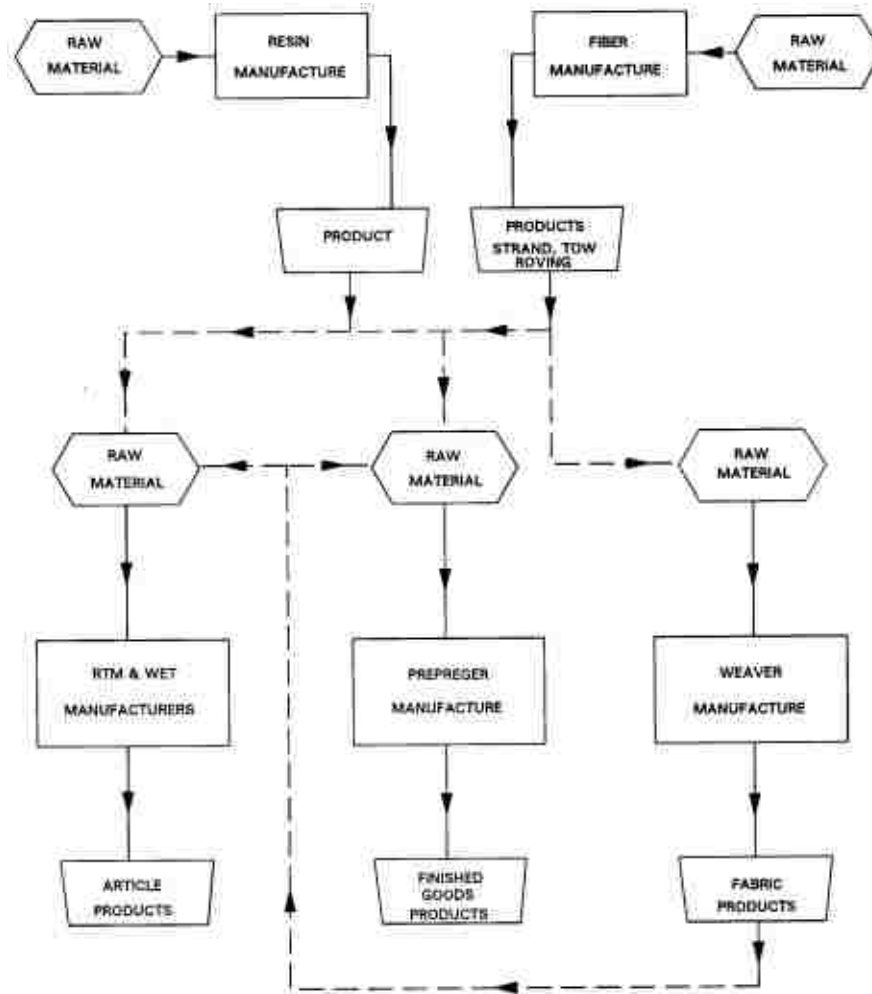 RAW
MATERIAL
RESIN
MANUFACTURE
FIBER
MANUFACTURE
RAW
MATERIAL
PRODUCT
PRODUCTS
STRAND, TOW
ROVING
RAW
MATERIAL
RAW
MATERIAL
RAW
MATERIAL
RTM & WET
MANUFACTURERS
PREPREGER
MANUFACTURE
WEAVER
MANUFACTURE
ARTICLE
PRODUCTS
FINISHED
GOODS
PRODUCTS
FABRIC
PRODUCTS